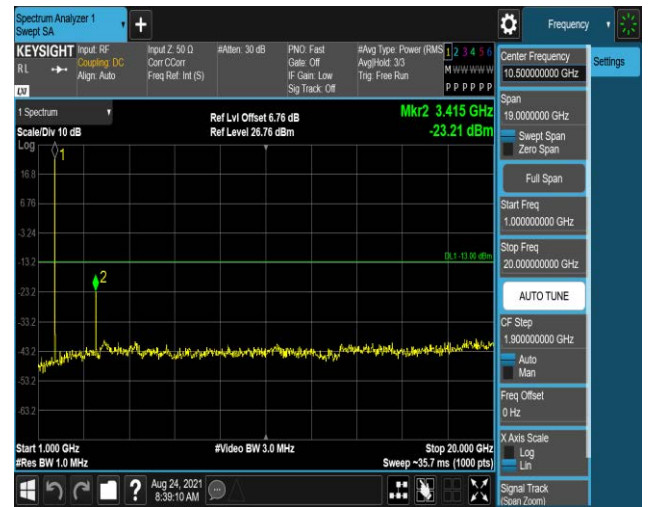 Spectrum Analyzer 1
Swept SA
Frequency
KEYSIGHT
RL
Input: RF
Coupling: DC
Align: Auto
Input Z: 50 Ω
Corr CCorr
Freq Ref: Int (S)
#Atten: 30 dB
PNO: Fast
Gate: Off
IF Gain: Low
Sig Track: Off
#Avg Type: Power (RMS
Avg|Hold: 3/3
Trig: Free Run
1 2 3 4 5 6
M W W W W W
P P P P P P
LXI
1 Spectrum
Scale/Div 10 dB
Log
Ref Lvl Offset 6.76 dB
Ref Level 26.76 dBm
Mkr2 3.415 GHz
-23.21 dBm
1
16.8
6.76
-3.24
-13.2
DL1 -13.00 dBm
2
-23.2
-33.2
-43.2
-53.2
-63.2
Start 1.000 GHz
#Video BW 3.0 MHz
Stop 20.000 GHz
#Res BW 1.0 MHz
Sweep ~35.7 ms (1000 pts)
Aug 24, 2021
8:39:10 AM
Settings
Center Frequency
10.500000000 GHz
Span
19.0000000 GHz
Swept Span
Zero Span
Full Span
Start Freq
1.000000000 GHz
Stop Freq
20.000000000 GHz
AUTO TUNE
CF Step
1.900000000 GHz
Auto
Man
Freq Offset
0 Hz
X Axis Scale
Log
Lin
Signal Track
(Span Zoom)